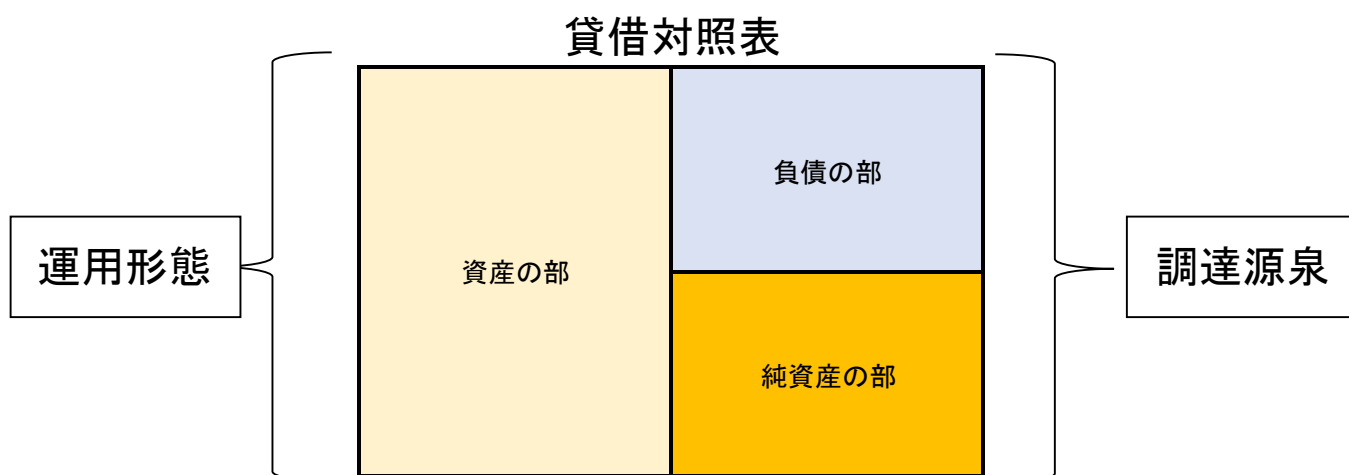 貸借対照表
運用形態
資産の部
負債の部
純資産の部
調達源泉